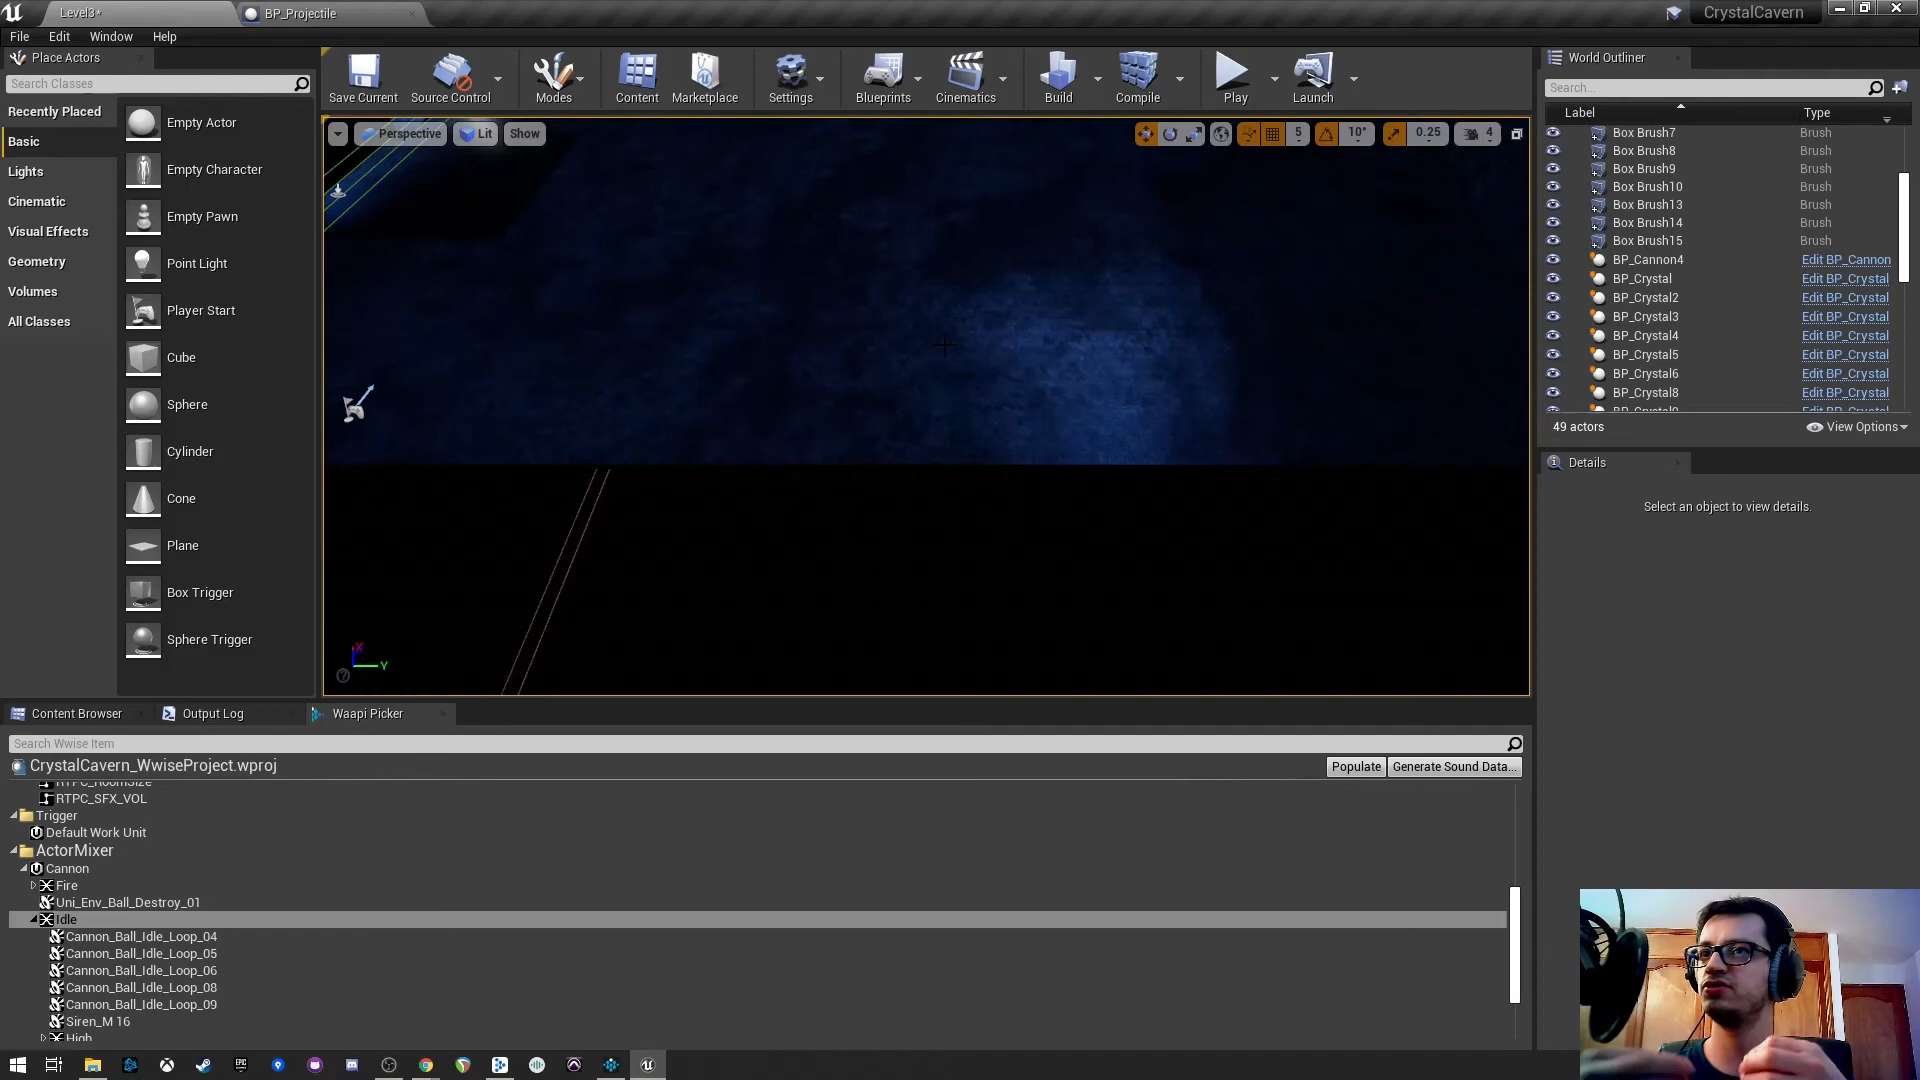 Level3*
BP_Projectile
CrystalCavern
File Edit Window Help
Place Actors
Search Classes
Recently Placed
Basic
Lights
Cinematic
Visual Effects
Geometry
Volumes
All Classes
Empty Actor
Empty Character
Empty Pawn
Point Light
Player Start
Cube
Sphere
Cylinder
Cone
Plane
Box Trigger
Sphere Trigger
Save Current
Source Control
Modes
Content
Marketplace
Settings
Blueprints
Cinematics
Build
Compile
Play
Launch
Perspective Lit Show
5 10° 0.25 4
X
Y
World Outliner
Search...
Label Type
Box Brush7 Brush
Box Brush8 Brush
Box Brush9 Brush
Box Brush10 Brush
Box Brush13 Brush
Box Brush14 Brush
Box Brush15 Brush
BP_Cannon4 Edit BP_Cannon
BP_Crystal Edit BP_Crystal
BP_Crystal2 Edit BP_Crystal
BP_Crystal3 Edit BP_Crystal
BP_Crystal4 Edit BP_Crystal
BP_Crystal5 Edit BP_Crystal
BP_Crystal6 Edit BP_Crystal
BP_Crystal8 Edit BP_Crystal
49 actors View Options
Details
Select an object to view details.
Content Browser
Output Log
Waapi Picker
Search Wwise Item
CrystalCavern_WwiseProject.wproj
Populate
Generate Sound Data...
RTPC_RoomSize
RTPC_SFX_VOL
Trigger
Default Work Unit
ActorMixer
Cannon
Fire
Uni_Env_Ball_Destroy_01
Idle
Cannon_Ball_Idle_Loop_04
Cannon_Ball_Idle_Loop_05
Cannon_Ball_Idle_Loop_06
Cannon_Ball_Idle_Loop_08
Cannon_Ball_Idle_Loop_09
Siren_M 16
High